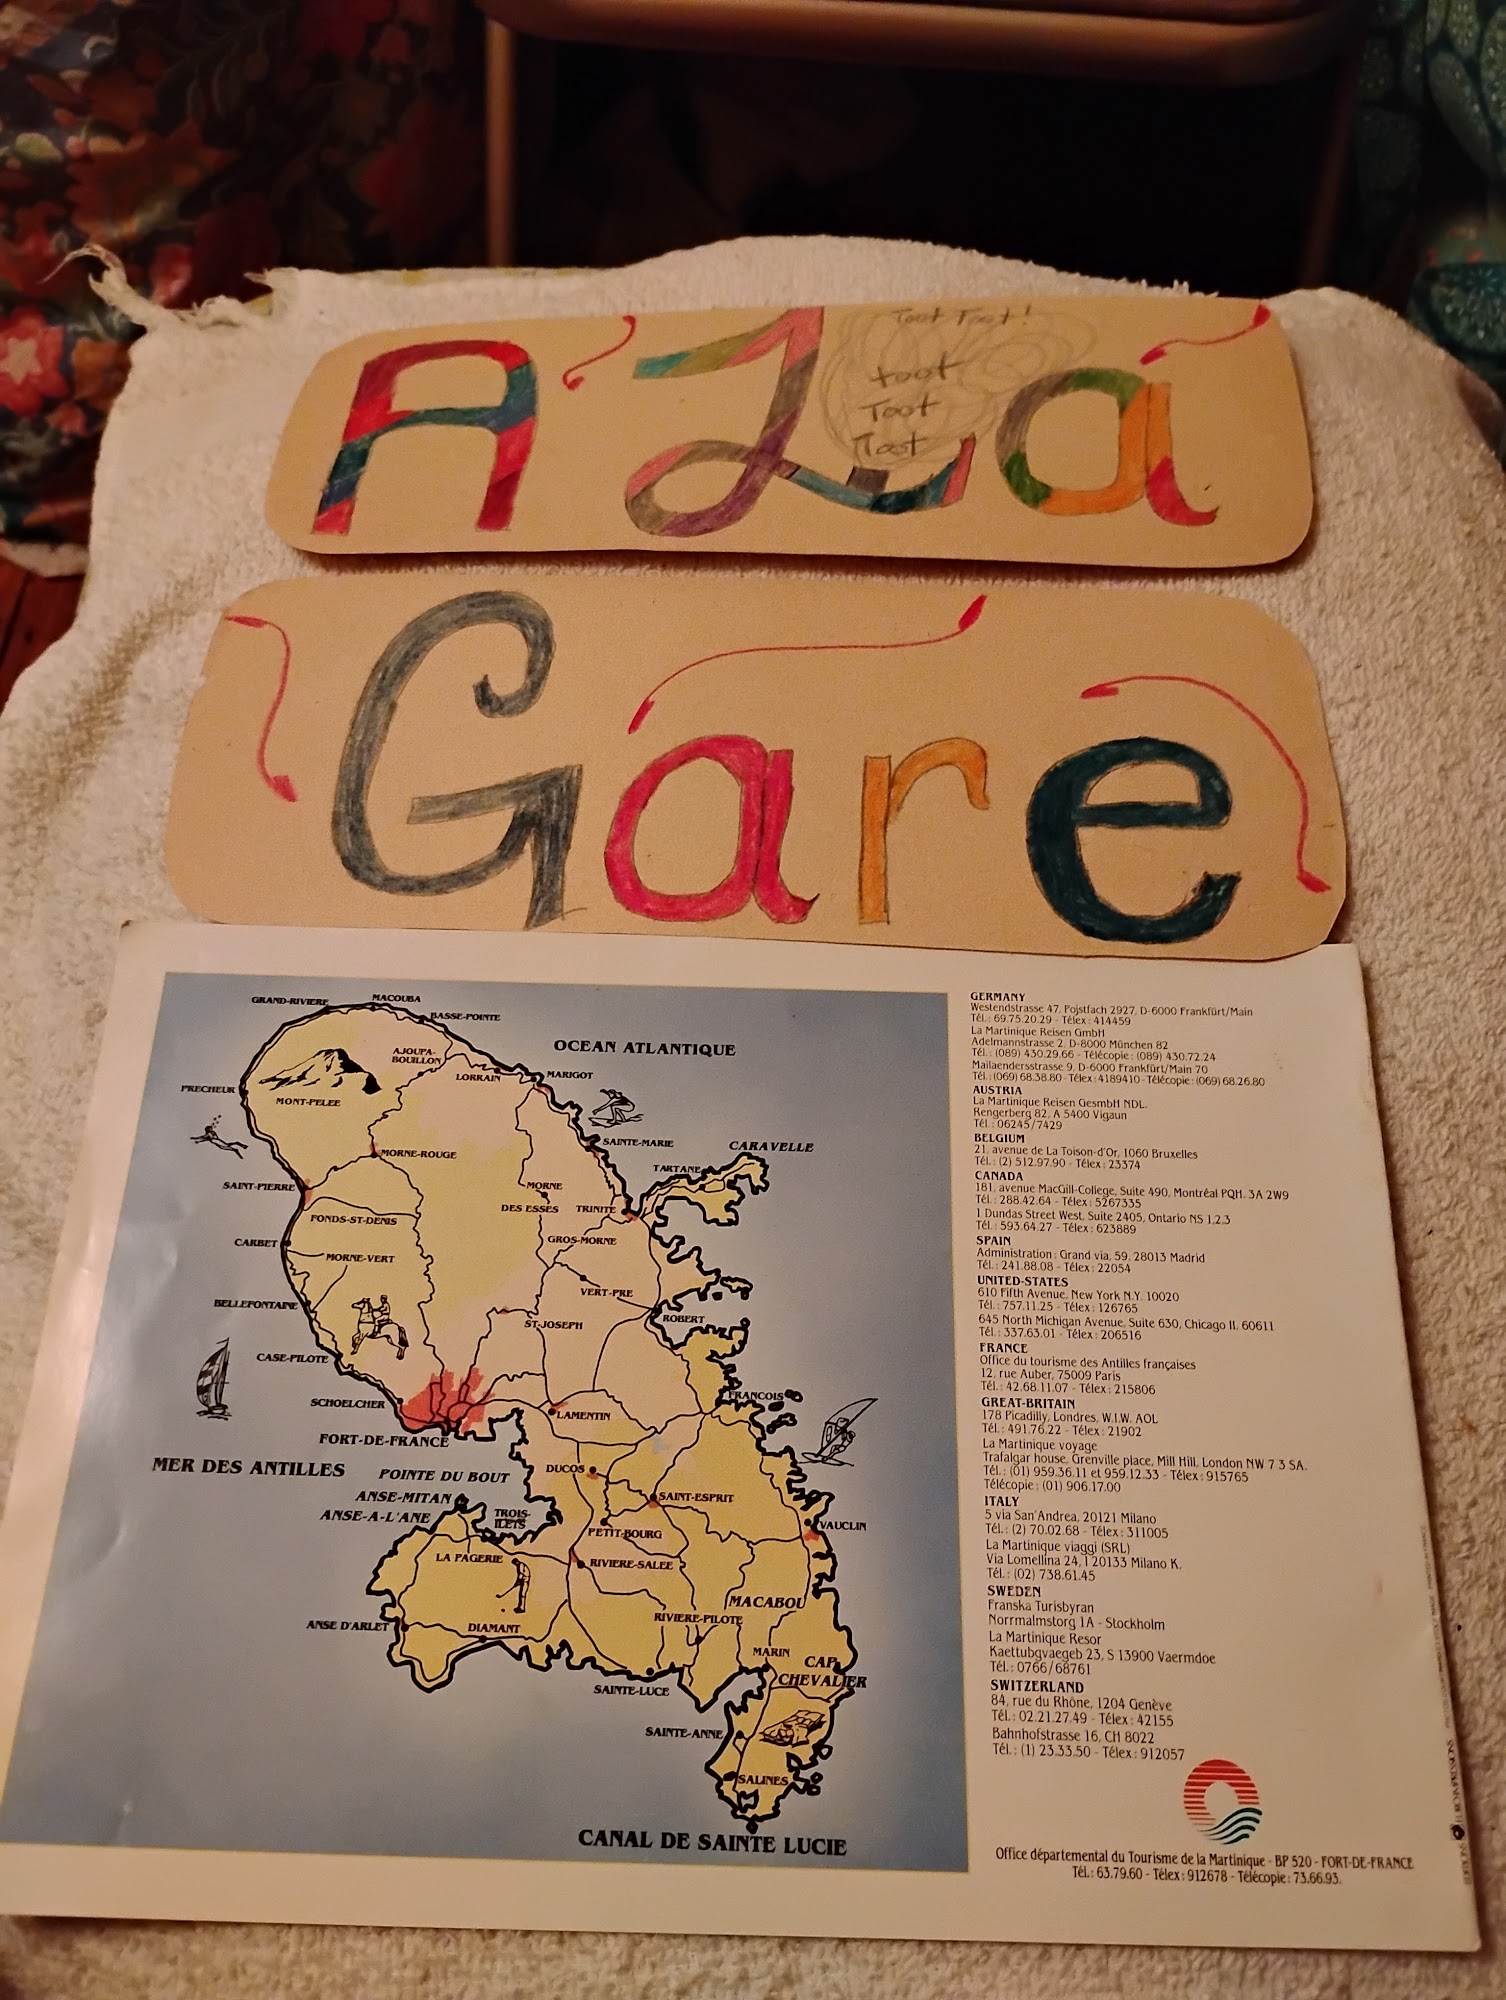 A La
Toot Toot!
toot
Toot
Toot
Gare
GRAND-RIVIERE
MACOUBA
BASSE-POINTE
OCEAN ATLANTIQUE
AJOUPA-
BOUILLON
LORRAIN
MARIGOT
PRECHEUR
MONT-PELEE
SAINTE-MARIE
CARAVELLE
MORNE-ROUGE
TARTANE
SAINT-PIERRE
MORNE
DES ESSES
TRINITE
FONDS-ST-DENIS
GROS-MORNE
CARBET
MORNE-VERT
VERT-PRE
BELLEFONTAINE
ROBERT
ST-JOSEPH
CASE-PILOTE
FRANCOIS
SCHOELCHER
LAMENTIN
FORT-DE-FRANCE
MER DES ANTILLES
POINTE DU BOUT
DUCOS
ANSE-MITAN
SAINT-ESPRIT
ANSE-A-L'ANE
TROIS-
ILETS
VAUCLIN
PETIT-BOURG
LA PAGERIE
RIVIERE-SALEE
MACABOU
RIVIERE-PILOTE
ANSE D'ARLET
DIAMANT
MARIN
CAP
CHEVALIER
SAINTE-LUCE
SAINTE-ANNE
SALINES
CANAL DE SAINTE LUCIE
GERMANY
Westendstrasse 47, Pojstfach 2927, D-6000 Frankfürt/Main
Tél.: 69.75.20.29 - Télex: 414459
La Martinique Reisen GmbH
Adelmannstrasse 2, D-8000 München 82
Tél.: (089) 430.29.66 - Télécopie: (089) 430.72.24
Mailaendersstrasse 9, D-6000 Frankfürt/Main 70
Tél.: (069) 68.38.80 - Télex: 4189410 - Télécopie: (069) 68.26.80
AUSTRIA
La Martinique Reisen GesmbH NDL.
Rengerberg 82, A 5400 Vigaun
Tél.: 06245/7429
BELGIUM
21, avenue de La Toison-d'Or, 1060 Bruxelles
Tél.: (2) 512.97.90 - Télex: 23374
CANADA
181, avenue MacGill-College, Suite 490, Montréal PQH. 3A 2W9
Tél.: 288.42.64 - Télex: 5267335
1 Dundas Street West, Suite 2405, Ontario NS 1.2.3
Tél.: 593.64.27 - Télex: 623889
SPAIN
Administration: Grand via, 59, 28013 Madrid
Tél.: 241.88.08 - Télex: 22054
UNITED-STATES
610 Fifth Avenue, New York N.Y. 10020
Tél.: 757.11.25 - Télex: 126765
645 North Michigan Avenue, Suite 630, Chicago IL 60611
Tél.: 337.63.01 - Télex: 206516
FRANCE
Office du tourisme des Antilles françaises
12, rue Auber, 75009 Paris
Tél.: 42.68.11.07 - Télex: 215806
GREAT-BRITAIN
178 Picadilly, Londres, W.I.W. AOL
Tél.: 491.76.22 - Télex: 21902
La Martinique voyage
Trafalgar house, Grenville place, Mill Hill, London NW 7 3 SA.
Tél.: (01) 959.36.11 et 959.12.33 - Télex: 915765
Télécopie: (01) 906.17.00
ITALY
5 via San'Andrea, 20121 Milano
Tél.: (2) 70.02.68 - Télex: 311005
La Martinique viaggi (SRL)
Via Lomellina 24, I 20133 Milano K.
Tél.: (02) 738.61.45
SWEDEN
Franska Turisbyran
Norrmalmstorg 1A - Stockholm
La Martinique Resor
Kaettubgvaegeb 23, S 13900 Vaermdoe
Tél.: 0766/68761
SWITZERLAND
84, rue du Rhône, 1204 Genève
Tél.: 02.21.27.49 - Télex: 42155
Bahnhofstrasse 16, CH 8022
Tél.: (1) 23.33.50 - Télex: 912057
Office départemental du Tourisme de la Martinique - BP 520 - FORT-DE-FRANCE
Tél.: 63.79.60 - Télex: 912678 - Télécopie: 73.66.93.